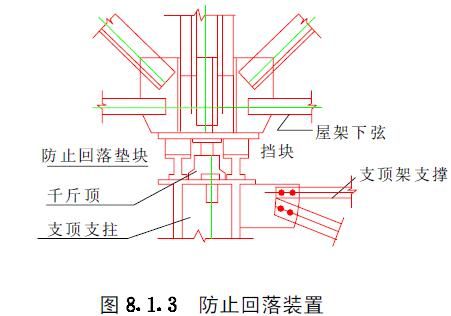 屋架下弦
防止回落垫块
挡块
支顶架支撑
千斤顶
支顶支柱
图 8.1.3 防止回落装置